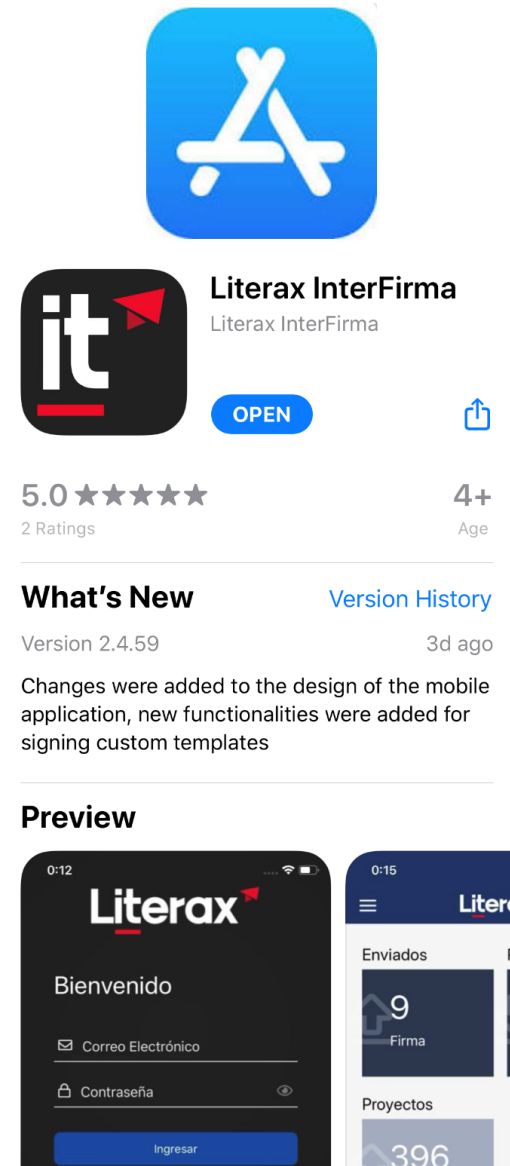 it
Literax InterFirma
Literax InterFirma
OPEN
5.0 ★★★★★
4+
2 Ratings
Age
What's New
Version History
Version 2.4.59
3d ago
Changes were added to the design of the mobile
application, new functionalities were added for
signing custom templates
Preview
0:12
Literax
Bienvenido
Correo Electrónico
Contraseña
Ingresar
0:15
Enviados
9
Firma
Proyectos
396